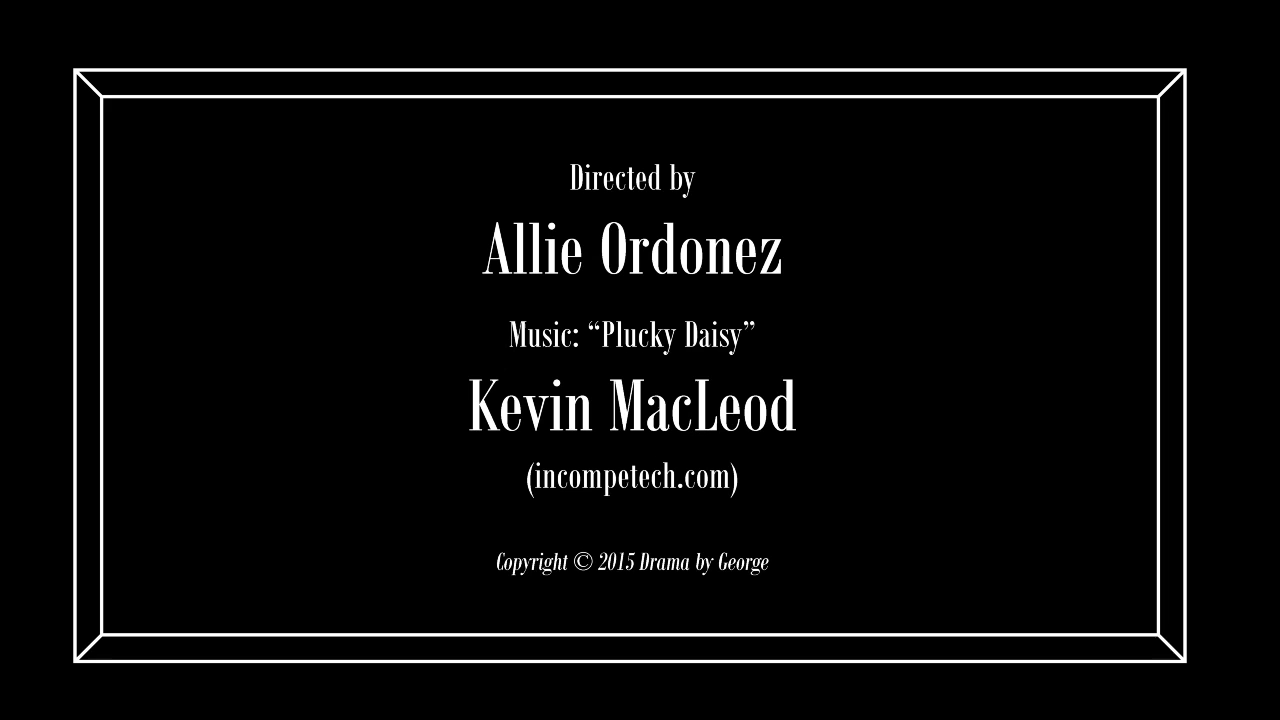 Directed by
Allie Ordonez
Music: “Plucky Daisy”
Kevin MacLeod
(incompetech.com)
Copyright © 2015 Drama by George